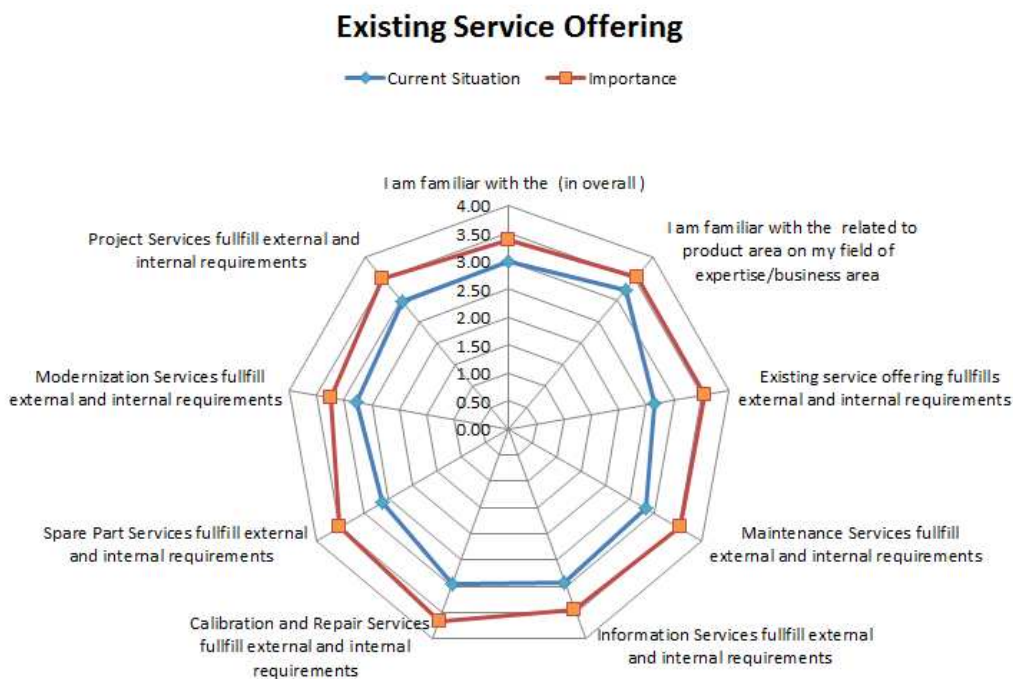 Existing Service Offering
Current Situation
Importance
I am familiar with the (in overall )
I am familiar with the related to
product area on my field of
expertise/business area
Existing service offering fullfills
external and internal requirements
Maintenance Services fullfill
external and internal requirements
Information Services fullfill external
and internal requirements
Calibration and Repair Services
fullfill external and internal
requirements
Spare Part Services fullfill external
and internal requirements
Modernization Services fullfill
external and internal requirements
Project Services fullfill external and
internal requirements
4.00
3.50
3.00
2.50
2.00
1.50
1.00
0.50
0.00